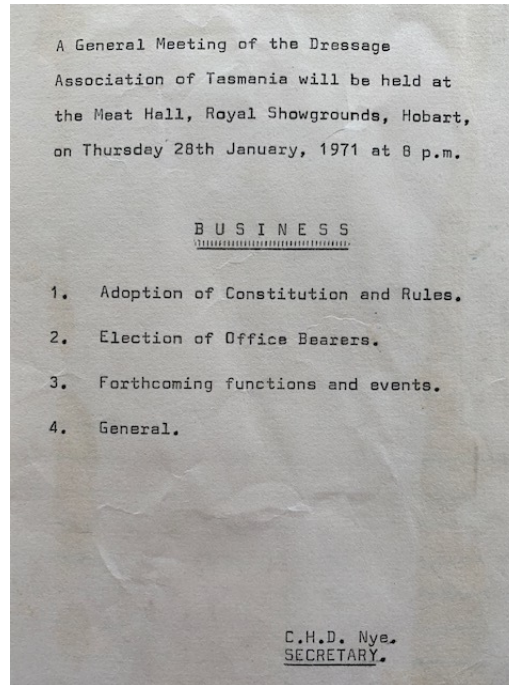 A General Meeting of the Dressage
Association of Tasmania will be held at
the Meat Hall, Royal Showgrounds, Hobart,
on Thursday 28th January, 1971 at 8 p.m.
B U S I N E S S
1. Adoption of Constitution and Rules.
2. Election of Office Bearers.
3. Forthcoming functions and events.
4. General.
C.H.D. Nye.
SECRETARY.